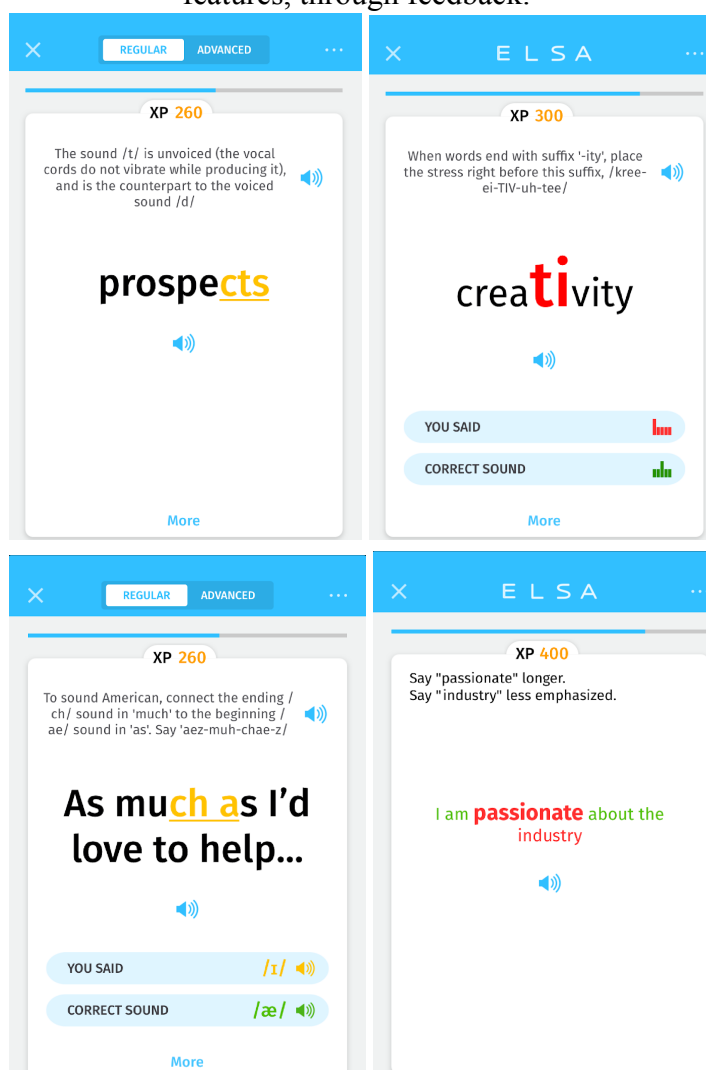 features, through feedback.
REGULAR ADVANCED
XP 260
The sound /t/ is unvoiced (the vocal
cords do not vibrate while producing it),
and is the counterpart to the voiced
sound /d/
prospects
More
ELSA
XP 300
When words end with suffix '-ity', place
the stress right before this suffix, /kree-
ei-TIV-uh-tee/
creativity
YOU SAID
CORRECT SOUND
More
REGULAR ADVANCED
XP 260
To sound American, connect the ending /
ch/ sound in 'much' to the beginning /
ae/ sound in 'as'. Say 'aez-muh-chae-z/
As much as I’d
love to help...
YOU SAID /ɪ/
CORRECT SOUND /æ/
More
ELSA
XP 400
Say "passionate" longer.
Say "industry" less emphasized.
I am passionate about the
industry